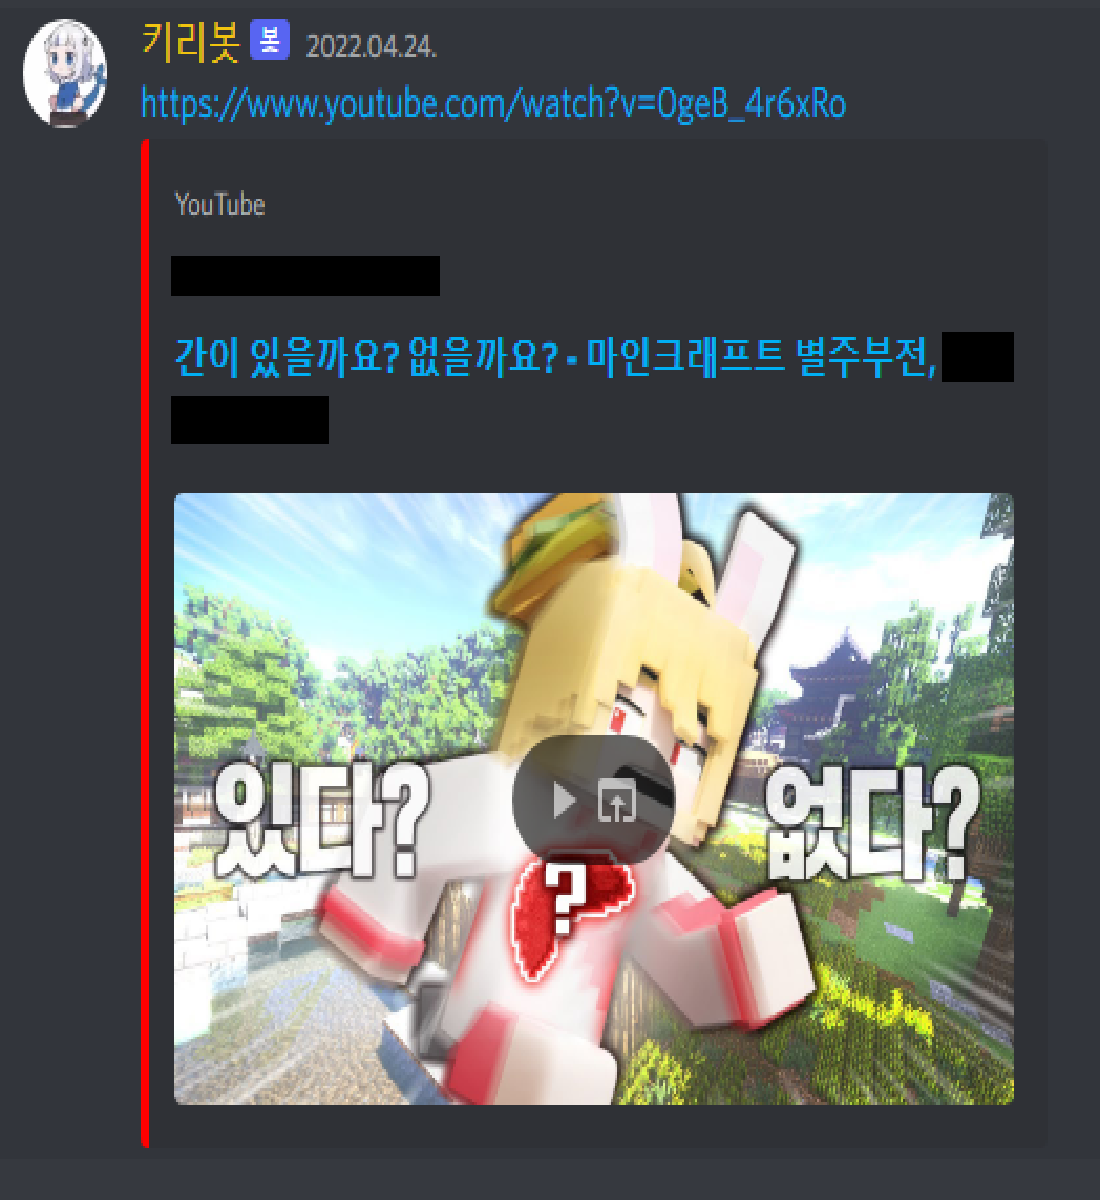 키리봇 봇 2022.04.24.
https://www.youtube.com/watch?v=OgeB_4r6xRo
YouTube
간이 있을까요? 없을까요? - 마인크래프트 별주부전,
있다? 없다?
?